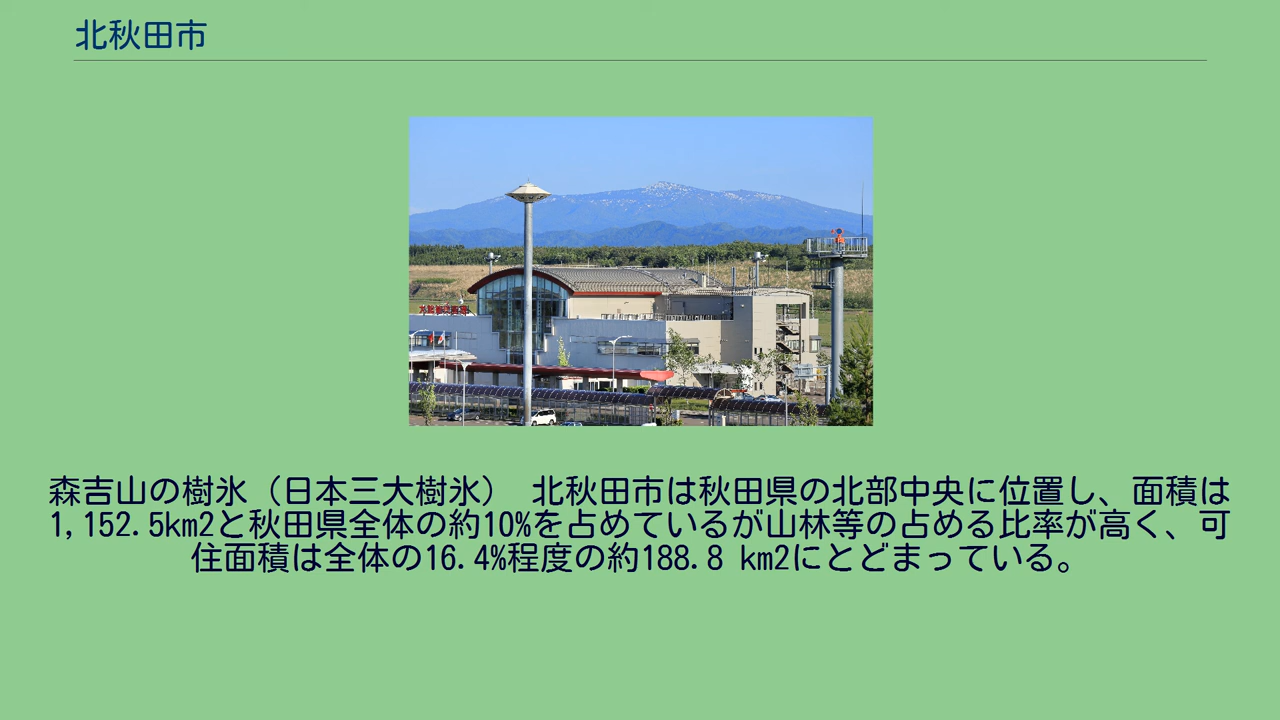 北秋田市
森吉山の樹氷（日本三大樹氷） 北秋田市は秋田県の北部中央に位置し、面積は
1,152.5km2と秋田県全体の約10%を占めているが山林等の占める比率が高く、可
住面積は全体の16.4%程度の約188.8 km2にとどまっている。